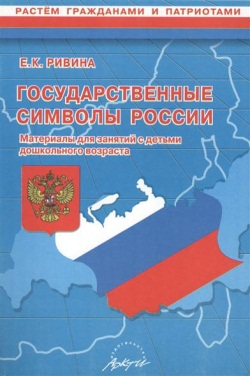 РАСТЁМ ГРАЖДАНАМИ И ПАТРИОТАМИ
Е.К. РИВИНА
ГОСУДАРСТВЕННЫЕ
СИМВОЛЫ РОССИИ
Материалы для занятий с детьми
дошкольного возраста
АРКТИ